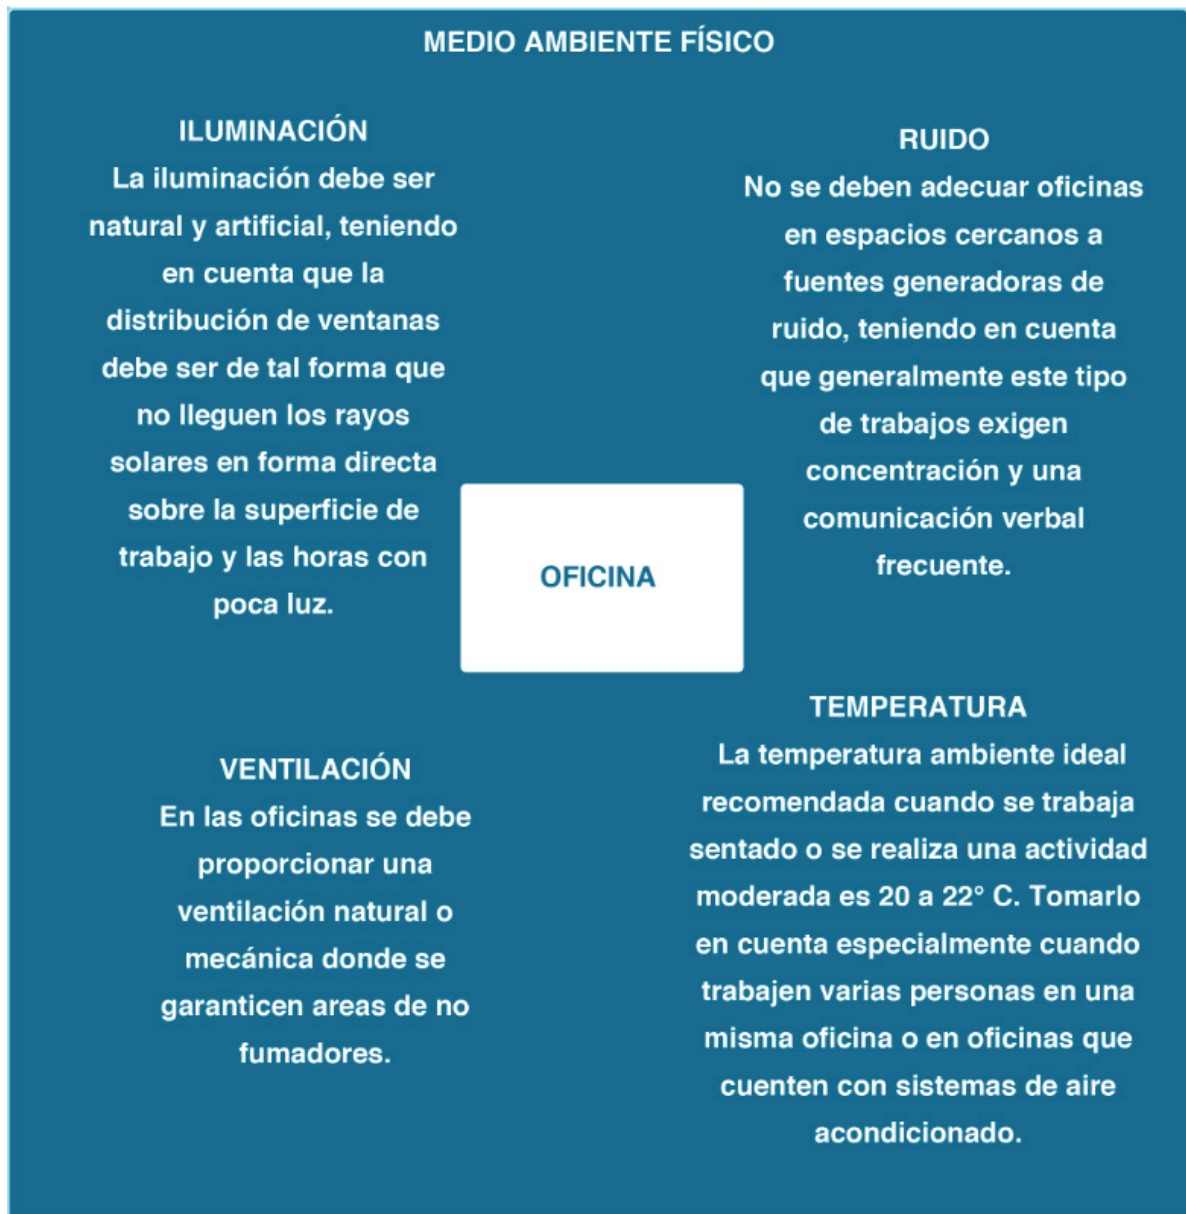 MEDIO AMBIENTE FÍSICO
ILUMINACIÓN
La iluminación debe ser
natural y artificial, teniendo
en cuenta que la
distribución de ventanas
debe ser de tal forma que
no lleguen los rayos
solares en forma directa
sobre la superficie de
trabajo y las horas con
poca luz.
RUIDO
No se deben adecuar oficinas
en espacios cercanos a
fuentes generadoras de
ruido, teniendo en cuenta
que generalmente este tipo
de trabajos exigen
concentración y una
comunicación verbal
frecuente.
OFICINA
VENTILACIÓN
En las oficinas se debe
proporcionar una
ventilación natural o
mecánica donde se
garanticen areas de no
fumadores.
TEMPERATURA
La temperatura ambiente ideal
recomendada cuando se trabaja
sentado o se realiza una actividad
moderada es 20 a 22° C. Tomarlo
en cuenta especialmente cuando
trabajen varias personas en una
misma oficina o en oficinas que
cuenten con sistemas de aire
acondicionado.